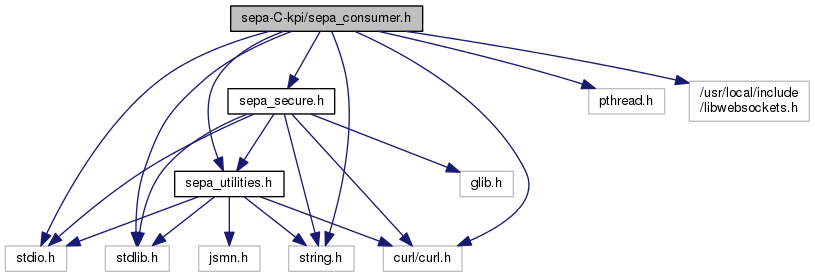 sepa-C-kpi/sepa_consumer.h
sepa_secure.h
pthread.h
/usr/local/include
/libwebsockets.h
sepa_utilities.h
glib.h
stdio.h
stdlib.h
jsmn.h
string.h
curl/curl.h